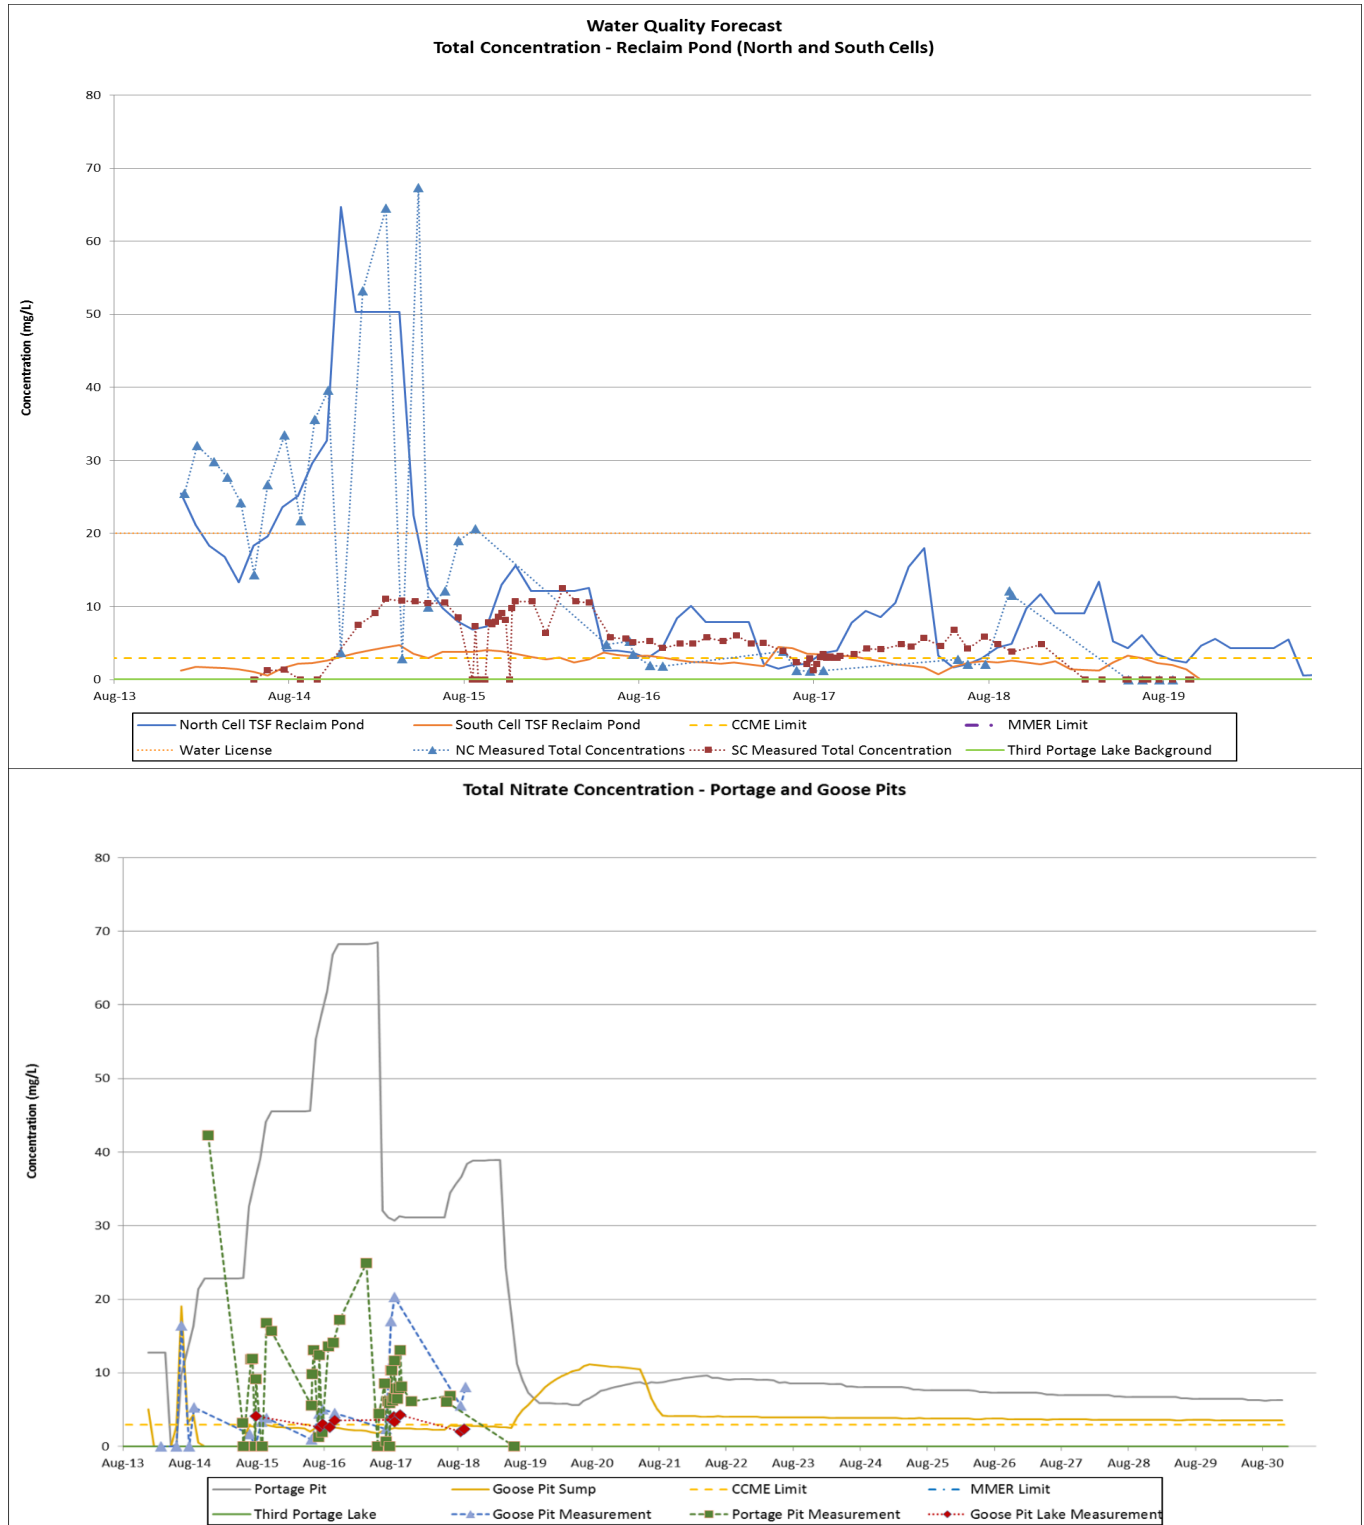 Water Quality Forecast
Total Concentration - Reclaim Pond (North and South Cells)
80
70
60
50
40
30
20
10
0
Concentration (mg/L)
Aug-13 Aug-14 Aug-15 Aug-16 Aug-17 Aug-18 Aug-19
North Cell TSF Reclaim Pond South Cell TSF Reclaim Pond CCME Limit MMER Limit
Water License NC Measured Total Concentrations SC Measured Total Concentration Third Portage Lake Background
Total Nitrate Concentration - Portage and Goose Pits
80
70
60
50
40
30
20
10
0
Concentration (mg/L)
Aug-13 Aug-14 Aug-15 Aug-16 Aug-17 Aug-18 Aug-19 Aug-20 Aug-21 Aug-22 Aug-23 Aug-24 Aug-25 Aug-26 Aug-27 Aug-28 Aug-29 Aug-30
Portage Pit Goose Pit Sump CCME Limit MMER Limit
Third Portage Lake Goose Pit Measurement Portage Pit Measurement Goose Pit Lake Measurement